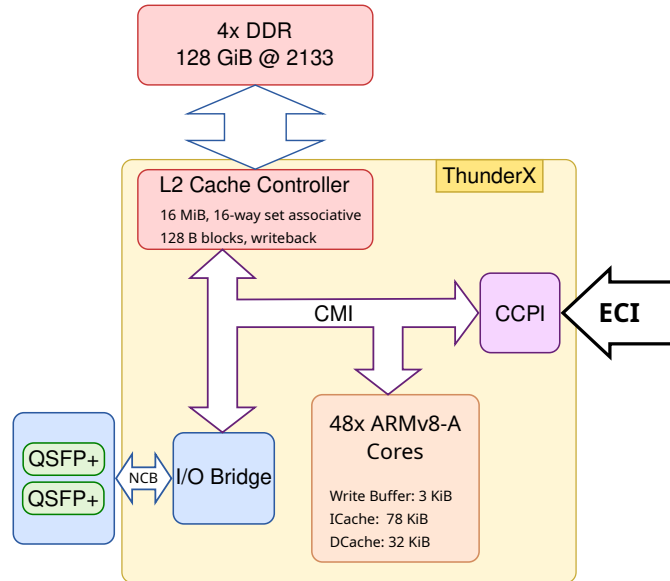 4x DDR
128 GiB @ 2133
ThunderX
L2 Cache Controller
16 MiB, 16-way set associative
128 B blocks, writeback
CMI
CCPI
ECI
48x ARMv8-A
Cores
Write Buffer: 3 KiB
ICache: 78 KiB
DCache: 32 KiB
QSFP+
QSFP+
NCB
I/O Bridge